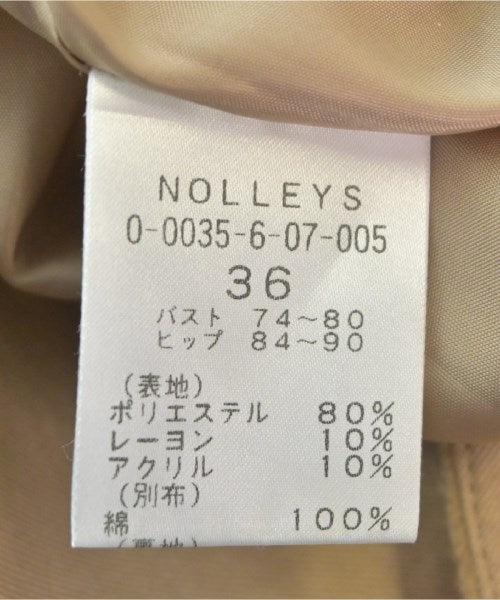 NOLLEYS
0-0035-6-07-005
36
バスト 74～80
ヒップ 84～90
(表地)
ポリエステル 80%
レーヨン 10%
アクリル 10%
(別布)
綿 100%
(裏地)